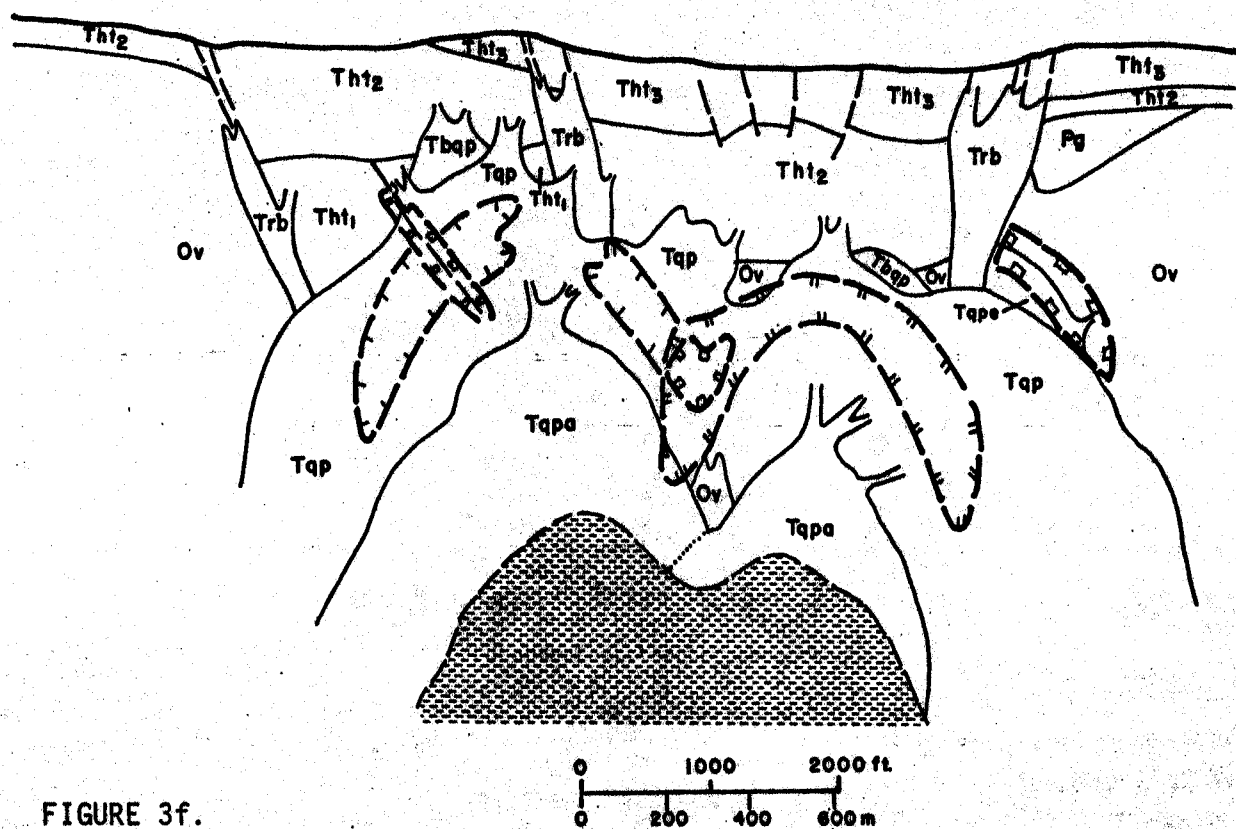 Tht2
Tht2
Tht3
Tht3
Tht3
Tht3
Tht2
Tbqp
Tqp
Trb
Tht2
Trb
Pg
Ov
Trb
Tht1
Tht1
Tqp
Ov
Tbqp
Ov
Ov
Tqpe
Tqp
Tqpa
Tqp
Ov
Tqpa
0 1000 2000 ft.
0 200 400 600 m
FIGURE 3f.